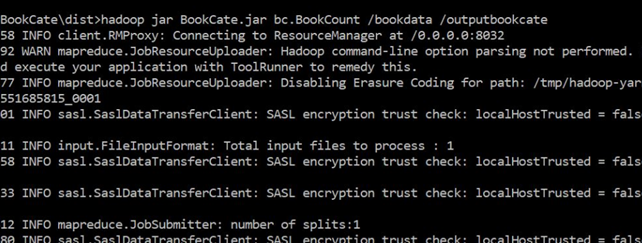 BookCate\dist>hadoop jar BookCate.jar bc.BookCount /bookdata /outputbookcate
58 INFO client.RMProxy: Connecting to ResourceManager at /0.0.0.0:8032
92 WARN mapreduce.JobResourceUploader: Hadoop command-line option parsing not performed.
d execute your application with ToolRunner to remedy this.
77 INFO mapreduce.JobResourceUploader: Disabling Erasure Coding for path: /tmp/hadoop-yar
551685815_0001
01 INFO sasl.SaslDataTransferClient: SASL encryption trust check: localHostTrusted = fals
11 INFO input.FileInputFormat: Total input files to process : 1
58 INFO sasl.SaslDataTransferClient: SASL encryption trust check: localHostTrusted = fals
33 INFO sasl.SaslDataTransferClient: SASL encryption trust check: localHostTrusted = fals
12 INFO mapreduce.JobSubmitter: number of splits:1
80 INFO sasl.SaslDataTransferClient: SASL encryption trust check: localHostTrusted = fals